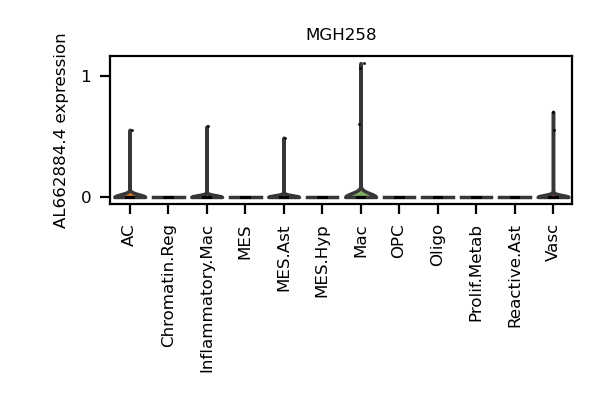 MGH258
AL662884.4 expression
1
0
AC
Chromatin.Reg
Inflammatory.Mac
MES
MES.Ast
MES.Hyp
Mac
OPC
Oligo
Prolif.Metab
Reactive.Ast
Vasc